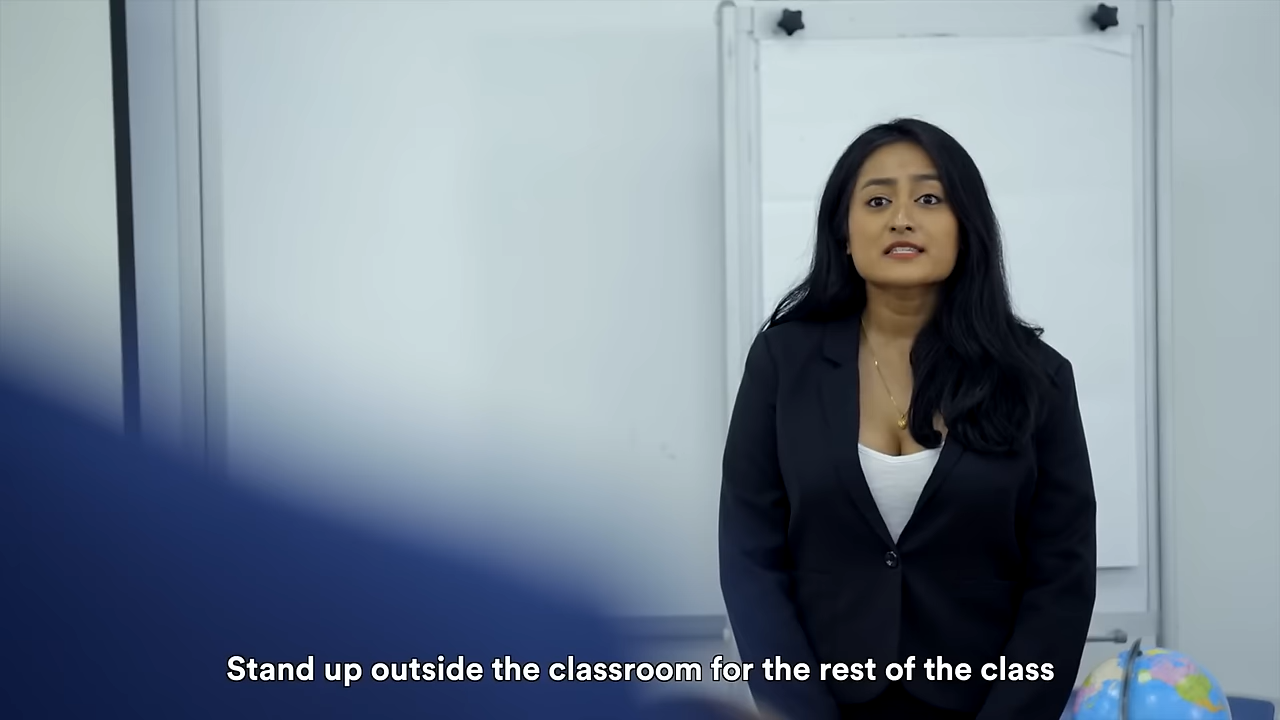 Stand up outside the classroom for the rest of the class